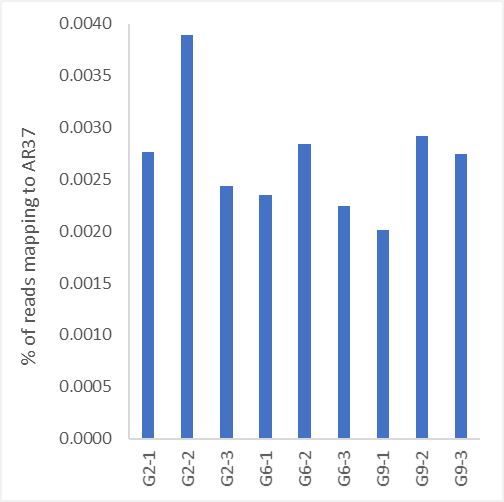 % of reads mapping to AR37
0.0040
0.0035
0.0030
0.0025
0.0020
0.0015
0.0010
0.0005
0.0000
G2-1
G2-2
G2-3
G6-1
G6-2
G6-3
G9-1
G9-2
G9-3